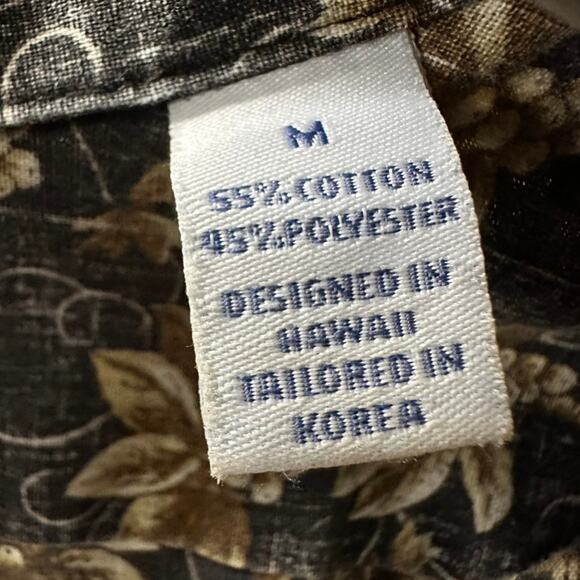 M
55% COTTON
45% POLYESTER
DESIGNED IN
HAWAII
TAILORED IN
KOREA